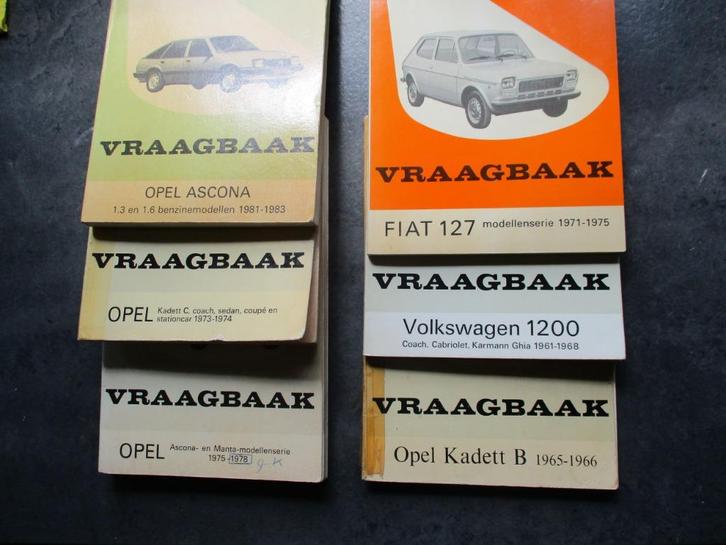 VRAAGBAAK
OPEL ASCONA
1.3 en 1.6 benzinemodellen 1981-1983
VRAAGBAAK
OPEL Kadett C, coach, sedan, coupé en
stationcar 1973-1974
VRAAGBAAK
OPEL Ascona- en Manta-modellenserie
1975-1978 J-K
VRAAGBAAK
FIAT 127 modellenserie 1971-1975
VRAAGBAAK
Volkswagen 1200
Coach, Cabriolet, Karmann Ghia 1961-1968
VRAAGBAAK
Opel Kadett B 1965-1966